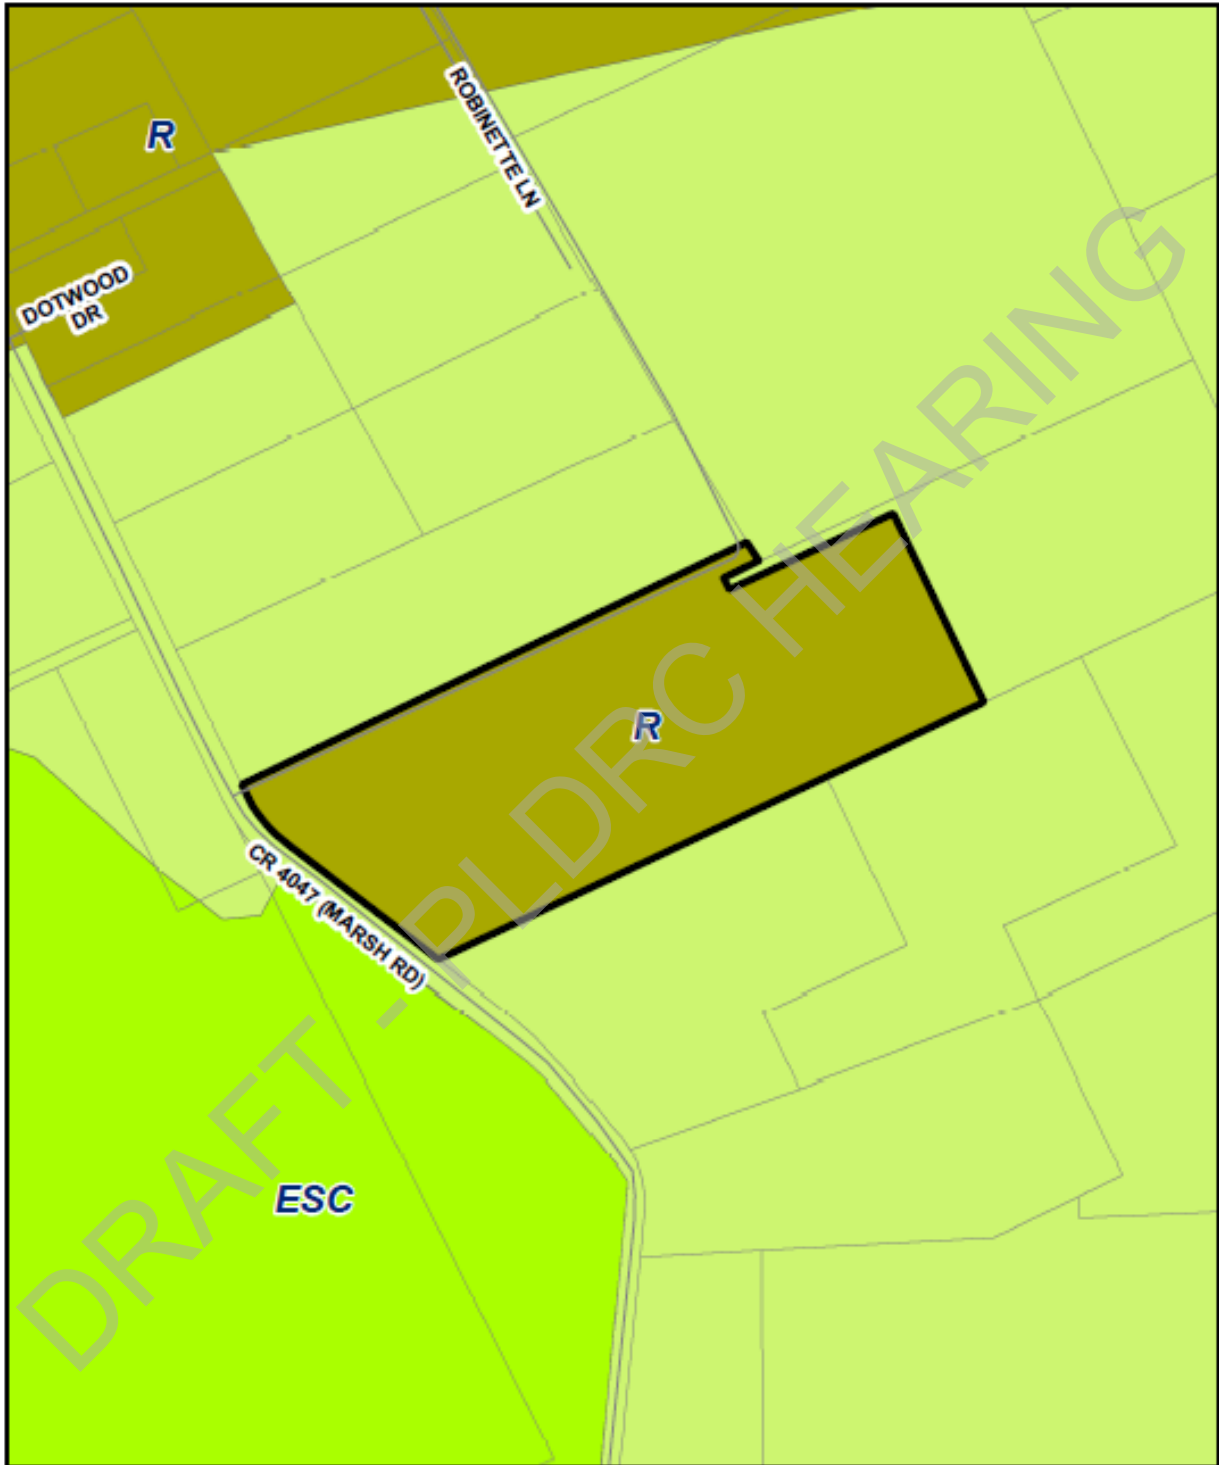 ROBINETTE LN
R
DOTWOOD
DR
R
CR 4047 (MARSH RD)
ESC
DRAFT - PLDRC HEARING